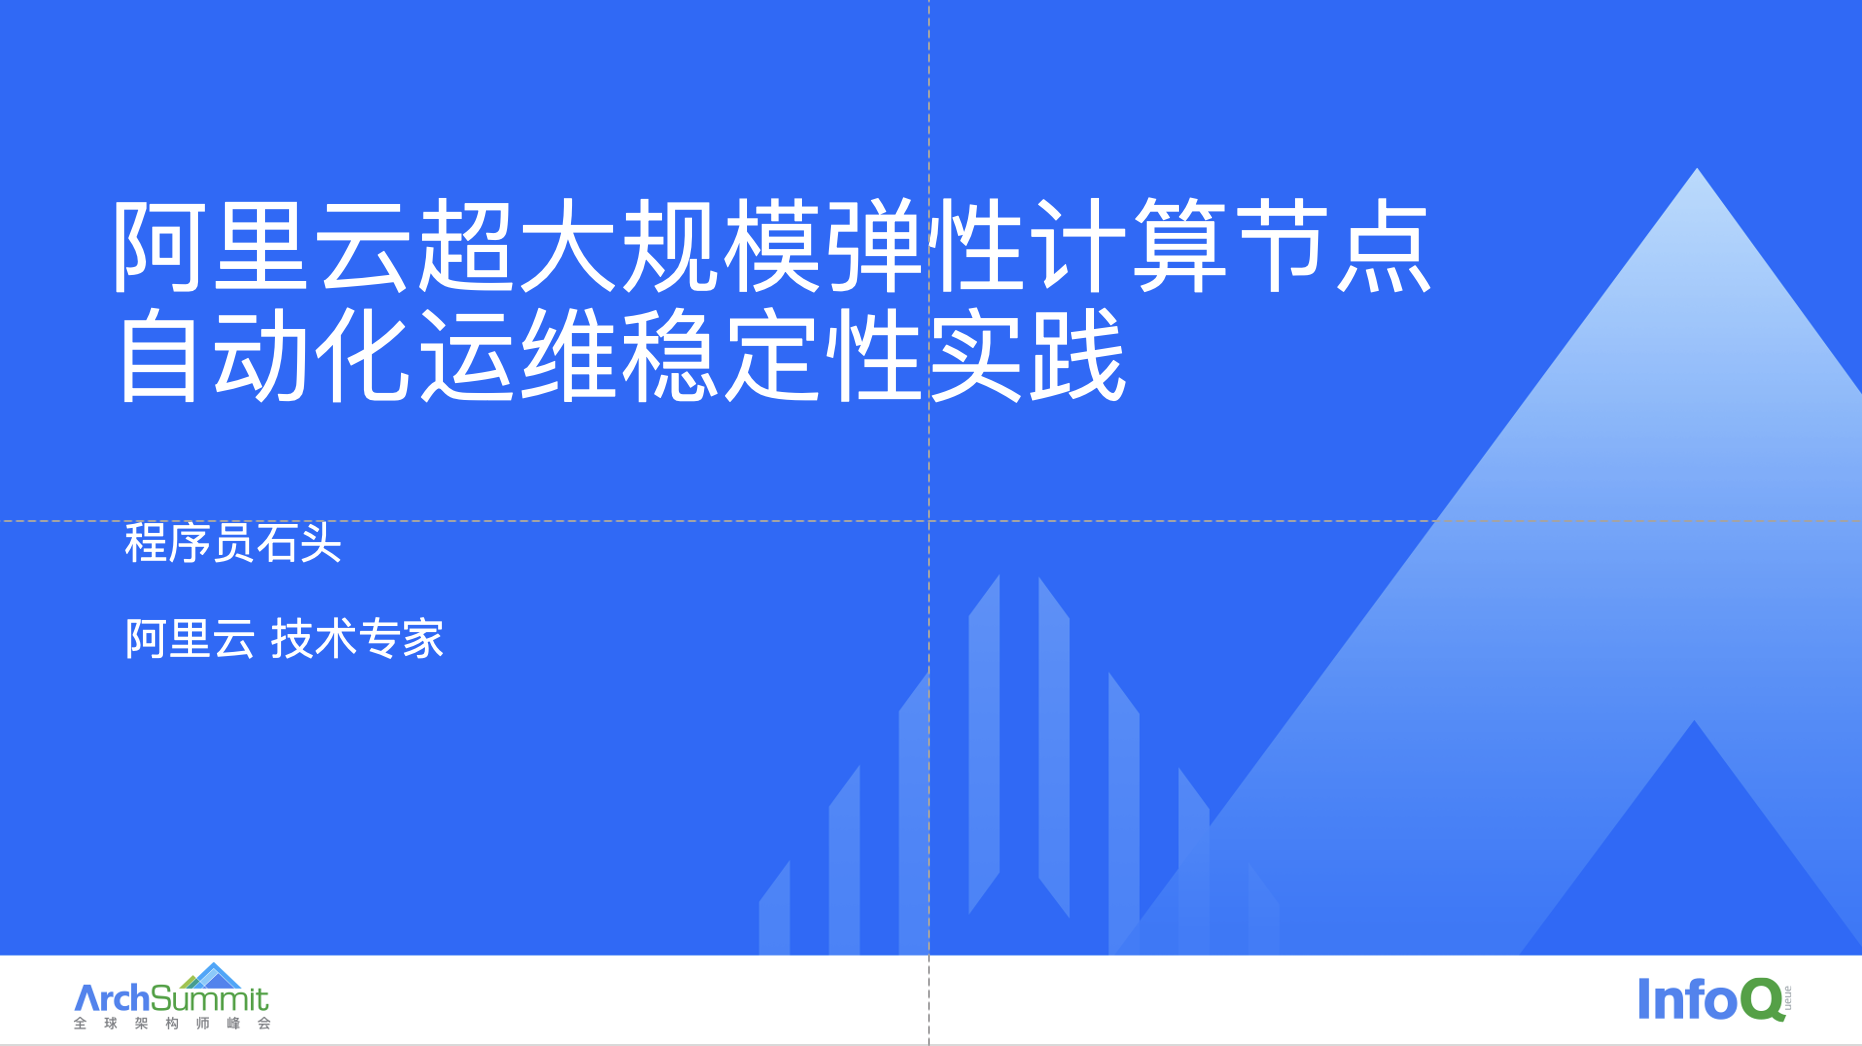 阿里云超大规模弹性计算节点
自动化运维稳定性实践
程序员石头
阿里云 技术专家
ArchSummit
全球架构师峰会
InfoQueue